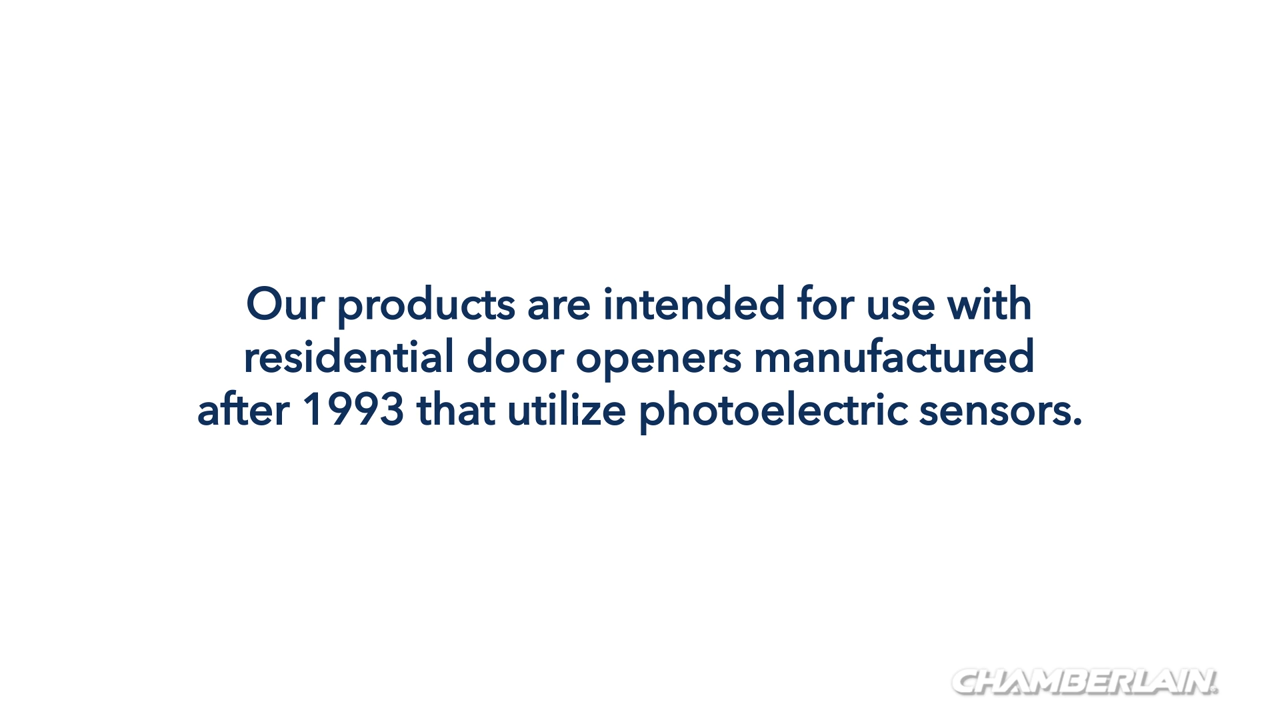 Our products are intended for use with
residential door openers manufactured
after 1993 that utilize photoelectric sensors.
CHAMBERLAIN®